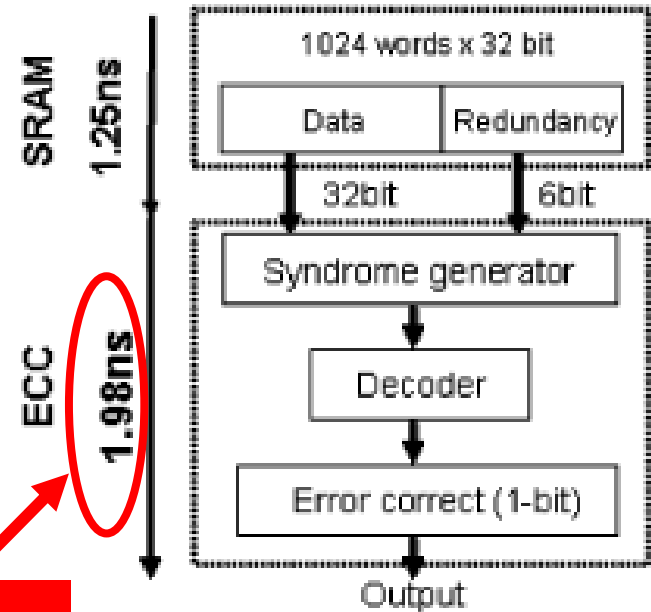 SRAM
1.25ns
1024 words x 32 bit
Data Redundancy
32bit 6bit
ECC
1.98ns
Syndrome generator
Decoder
Error correct (1-bit)
Output